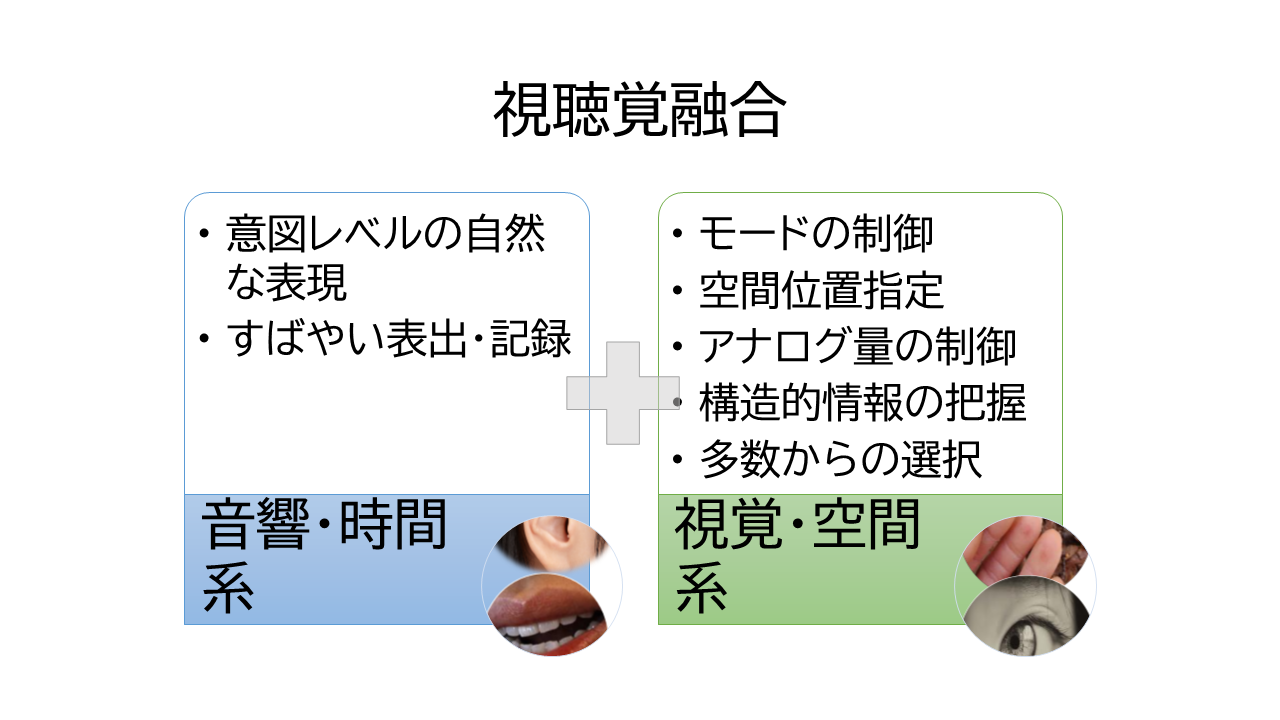 視聴覚融合
• 意図レベルの自然
な表現
• すばやい表出･記録
音響･時間
系
• モードの制御
• 空間位置指定
• アナログ量の制御
• 構造的情報の把握
• 多数からの選択
視覚･空間
系